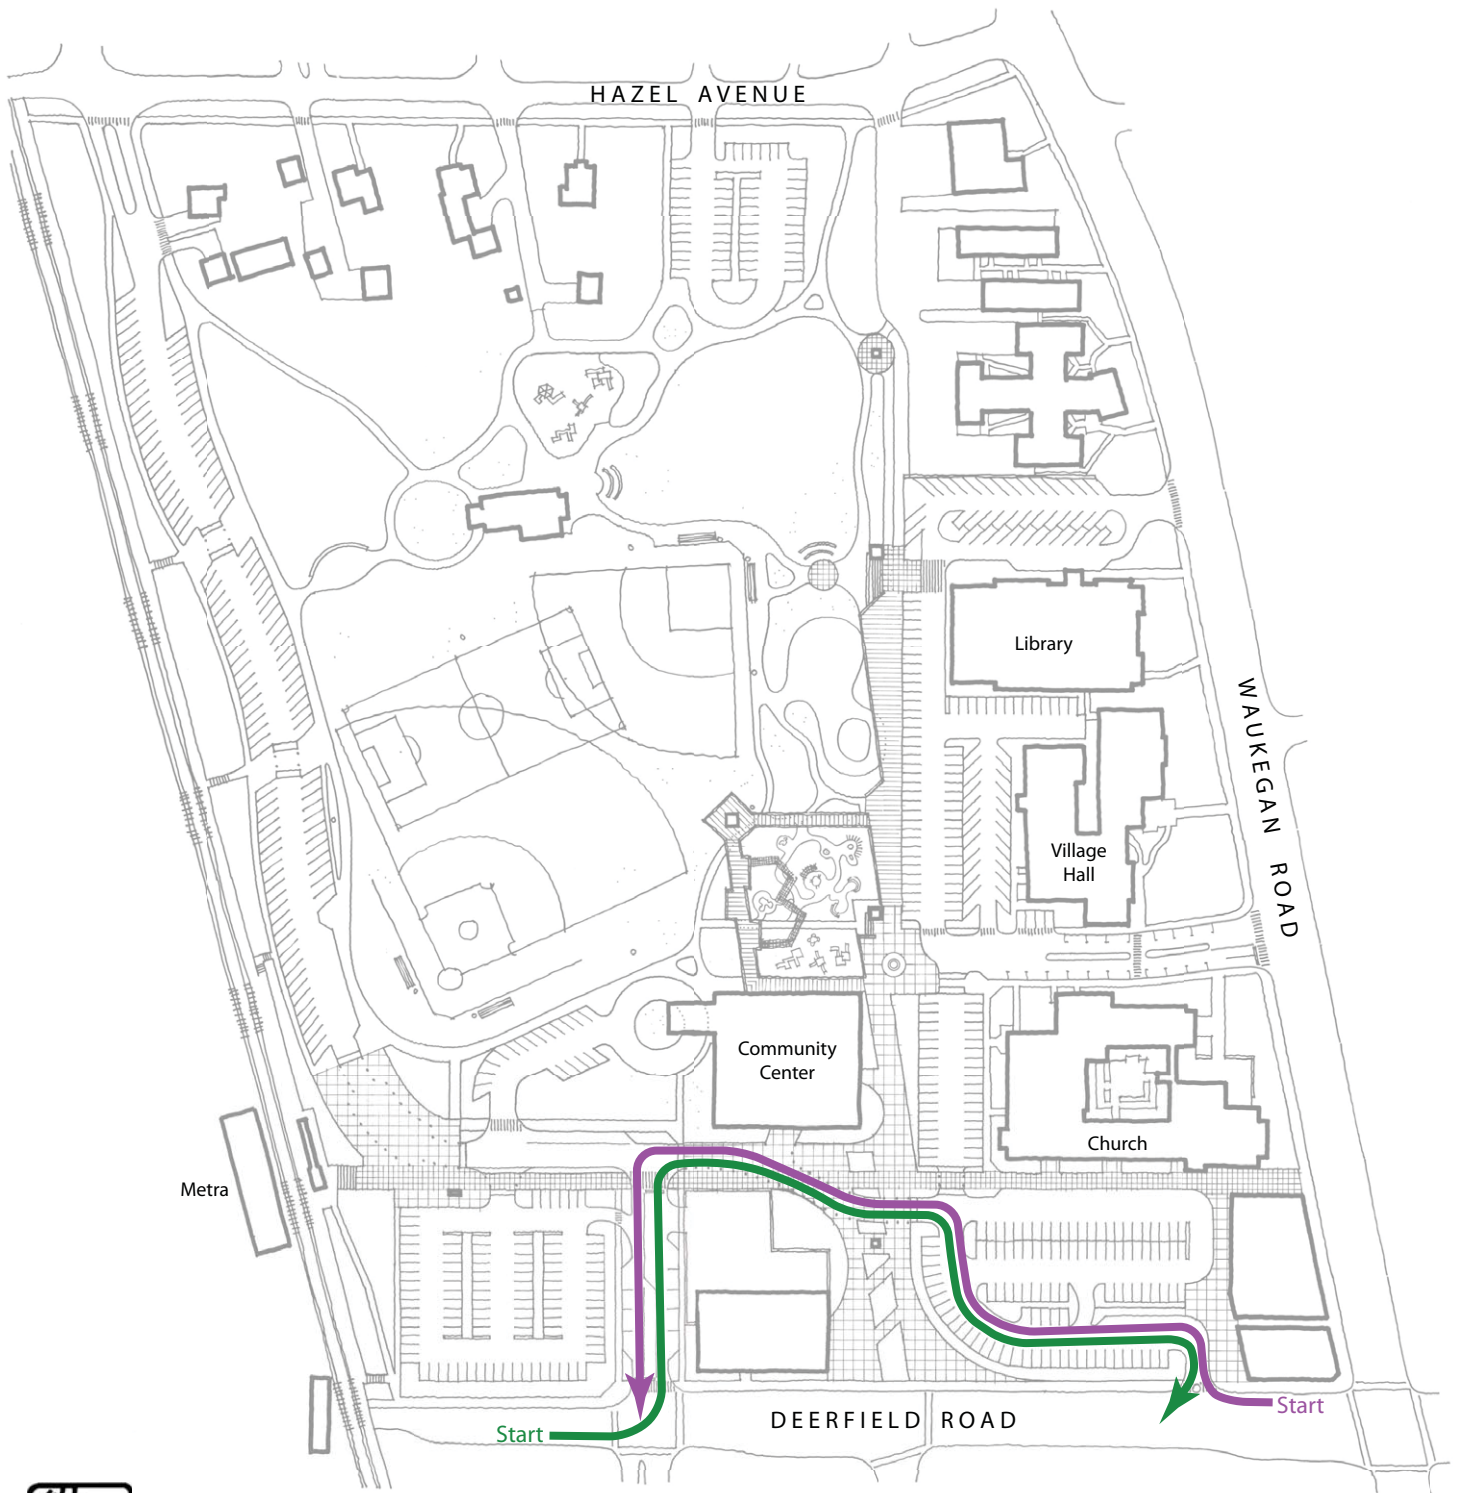 HAZEL AVENUE
Library
WAUKEGAN ROAD
Village
Hall
Community
Center
Church
Metra
Start
DEERFIELD ROAD
Start